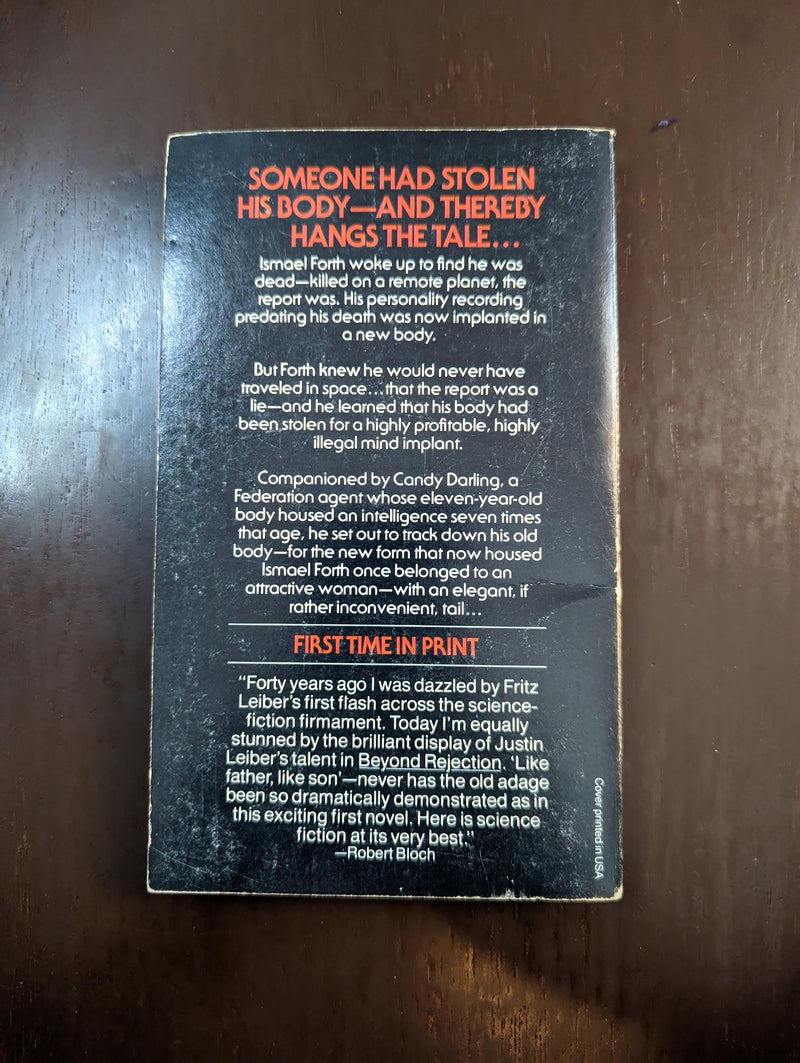 SOMEONE HAD STOLEN
HIS BODY—AND THEREBY
HANGS THE TALE...
Ismael Forth woke up to find he was
dead—killed on a remote planet, the
report was. His personality recording
predating his death was now implanted in
a new body.
But Forth knew he would never have
traveled in space...that the report was a
lie—and he learned that his body had
been stolen for a highly profitable, highly
illegal mind implant.
Companioned by Candy Darling, a
Federation agent whose eleven-year-old
body housed an intelligence seven times
that age, he set out to track down his old
body—for the new form that now housed
Ismael Forth once belonged to an
attractive woman—with an elegant, if
rather inconvenient, tail...
FIRST TIME IN PRINT
"Forty years ago I was dazzled by Fritz
Leiber's first flash across the science-
fiction firmament. Today I'm equally
stunned by the brilliant display of Justin
Leiber's talent in Beyond Rejection. 'Like
father, like son'—never has the old adage
been so dramatically demonstrated as in
this exciting first novel. Here is science
fiction at its very best."
—Robert Bloch
Cover printed in USA